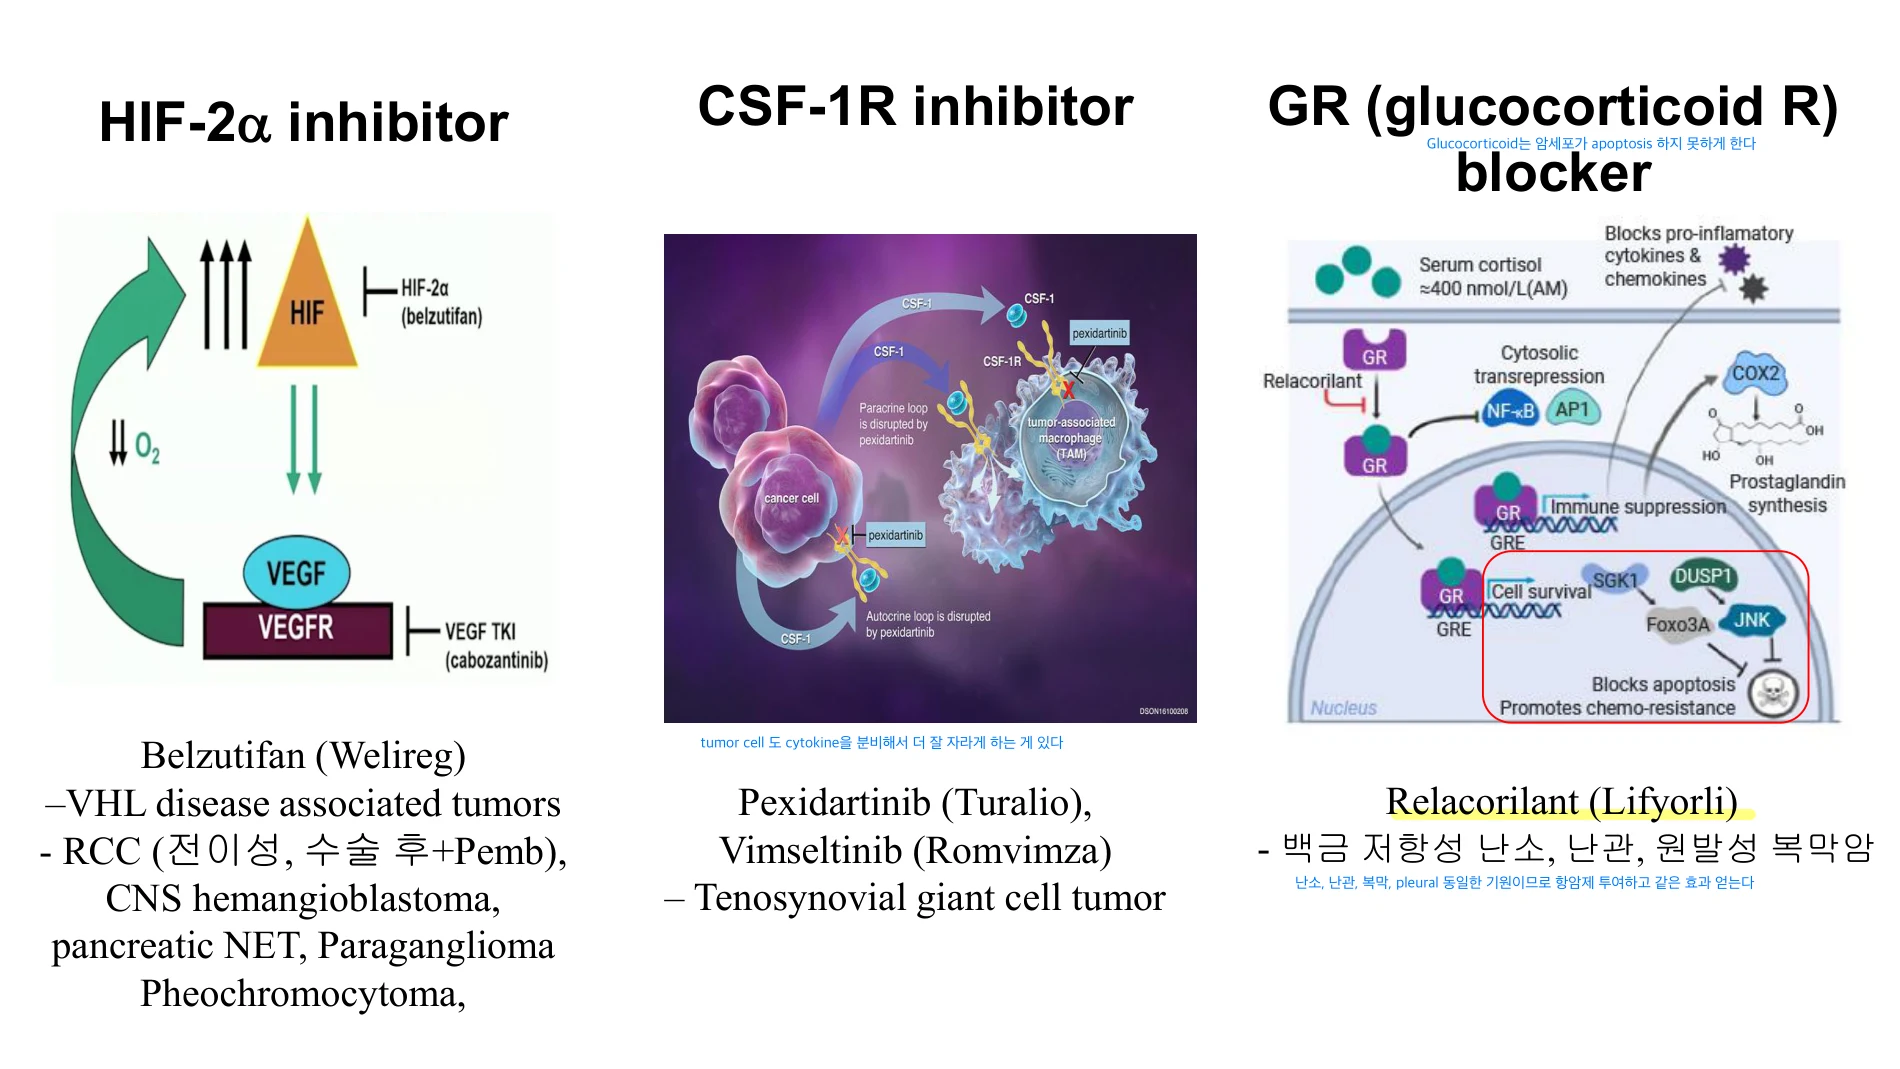 HIF-2α inhibitor
HIF
HIF-2α
(belzutifan)
O2
VEGF
VEGFR
VEGF TKI
(cabozantinib)
Belzutifan (Welireg)
–VHL disease associated tumors
- RCC (전이성, 수술 후+Pemb),
CNS hemangioblastoma,
pancreatic NET, Paraganglioma
Pheochromocytoma,
CSF-1R inhibitor
CSF-1
CSF-1
pexidartinib
CSF-1
CSF-1R
Paracrine loop
is disrupted by
pexidartinib
tumor-associated
macrophage
(TAM)
cancer cell
X
X
pexidartinib
Autocrine loop is disrupted
by pexidartinib
CSF-1
DSON16100208
tumor cell 도 cytokine을 분비해서 더 잘 자라게 하는 게 있다
Pexidartinib (Turalio),
Vimseltinib (Romvimza)
– Tenosynovial giant cell tumor
GR (glucocorticoid R)
Glucocorticoid는 암세포가 apoptosis 하지 못하게 한다
blocker
Blocks pro-inflamatory
cytokines &
chemokines
Serum cortisol
≈400 nmol/L(AM)
GR
Cytosolic
transrepression
Relacorilant
NF-κB
AP1
COX2
GR
O
O
OH
HO
OH
Prostaglandin
synthesis
GR
Immune suppression
GRE
SGK1
DUSP1
GR
Cell survival
GRE
Foxo3A
JNK
Blocks apoptosis
Promotes chemo-resistance
Nucleus
Relacorilant (Lifyorli)
- 백금 저항성 난소, 난관, 원발성 복막암
난소, 난관, 복막, pleural 동일한 기원이므로 항암제 투여하고 같은 효과 얻는다